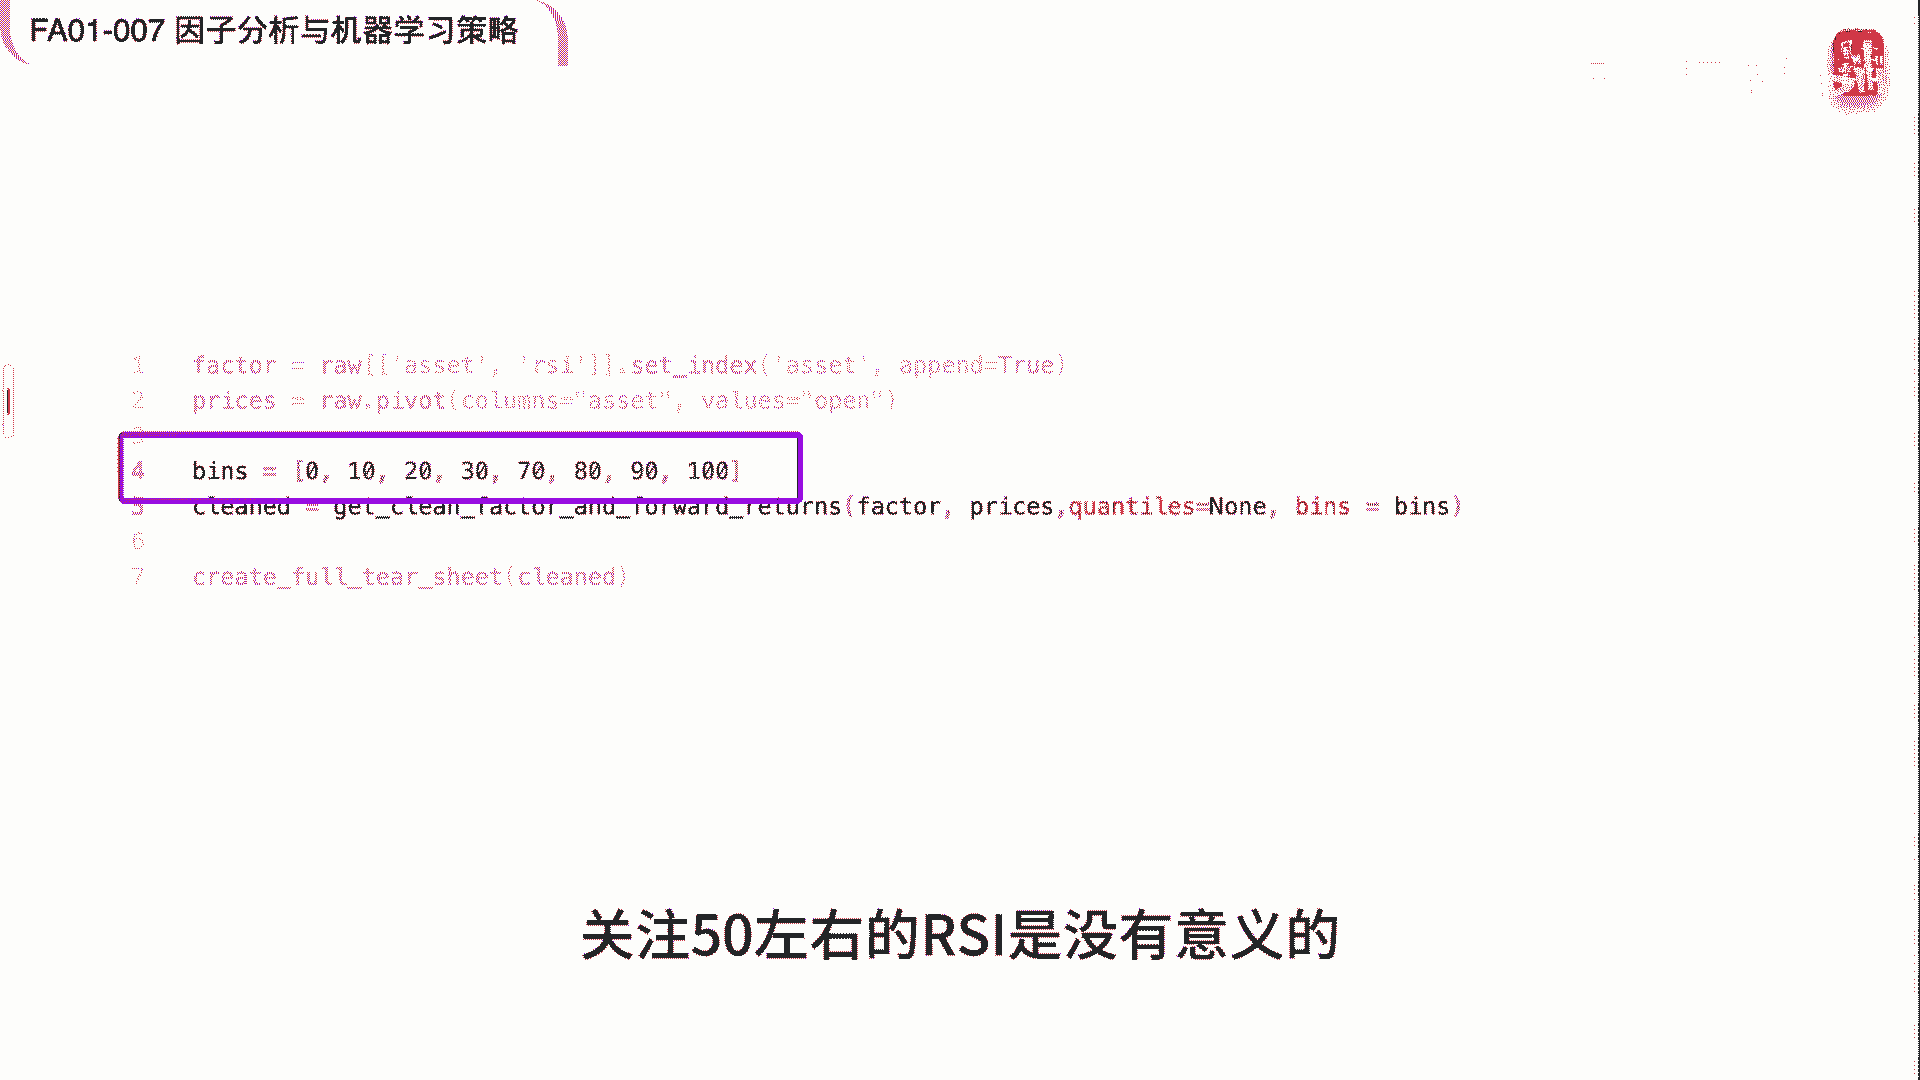 FA01-007 因子分析与机器学习策略
1 factor = raw[['asset', 'rsi']].set_index('asset', append=True)
2 prices = raw.pivot(columns="asset", values="open")
3
4 bins = [0, 10, 20, 30, 70, 80, 90, 100]
5 cleaned = get_clean_factor_and_forward_returns(factor, prices,quantiles=None, bins = bins)
6
7 create_full_tear_sheet(cleaned)
关注50左右的RSI是没有意义的